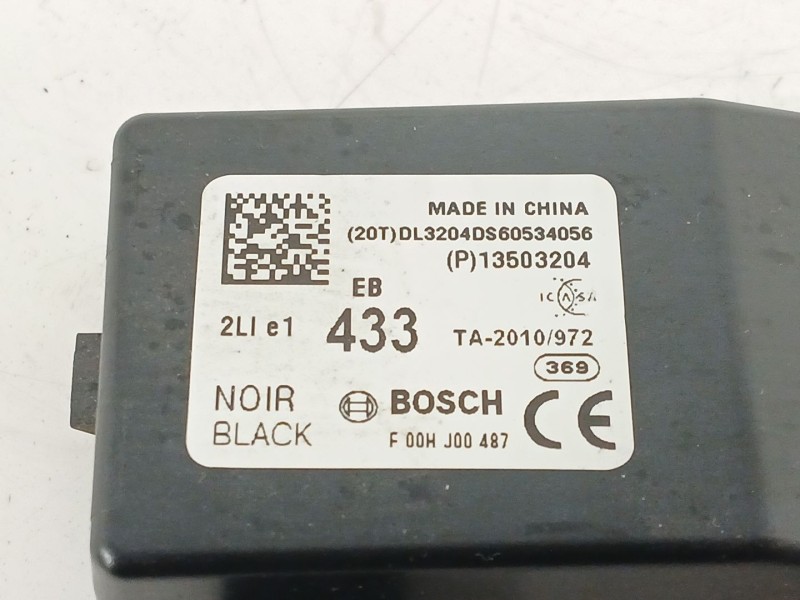 MADE IN CHINA
(20T)DL3204DS60534056
(P)13503204
EB
ICASA
2LI e1 433 TA-2010/972
369
NOIR BOSCH CE
BLACK F 00H J00 487